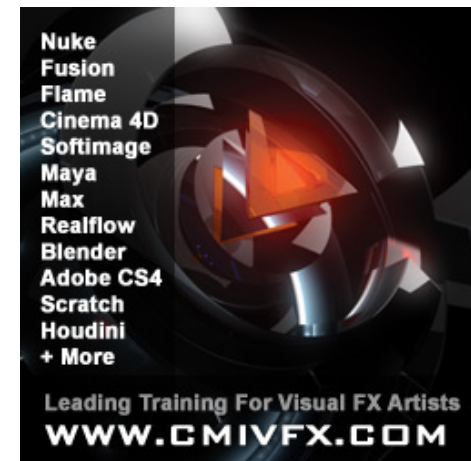 Nuke
Fusion
Flame
Cinema 4D
Softimage
Maya
Max
Realflow
Blender
Adobe CS4
Scratch
Houdini
+ More
Leading Training For Visual FX Artists
WWW.CMIVFX.COM